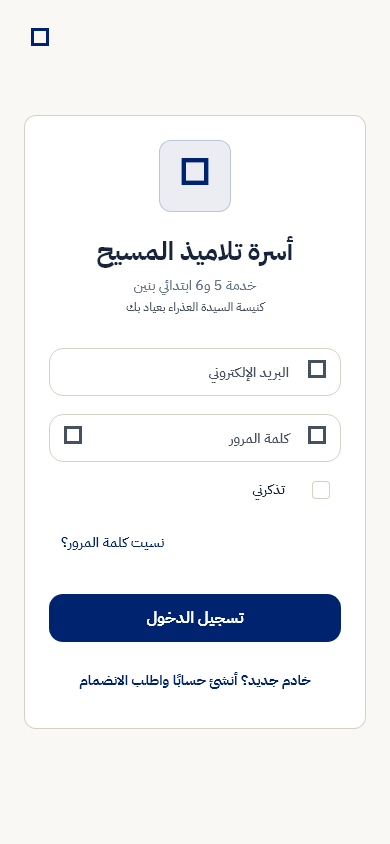 أسرة تلاميذ المسيح
خدمة 5 و6 ابتدائي بنين
كنيسة السيدة العذراء بعياد بك
البريد الإلكتروني
كلمة المرور
تذكرني
نسيت كلمة المرور؟
تسجيل الدخول
خادم جديد؟ أنشئ حسابًا واطلب الانضمام